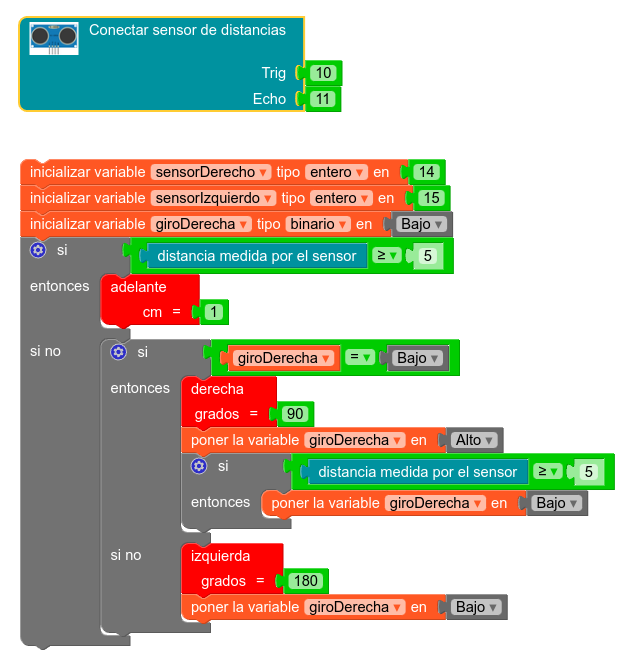 Conectar sensor de distancias
Trig 10
Echo 11
inicializar variable sensorDerecho tipo entero en 14
inicializar variable sensorIzquierdo tipo entero en 15
inicializar variable giroDerecha tipo binario en Bajo
si distancia medida por el sensor ≥ 5
entonces adelante
cm = 1
si no si giroDerecha = Bajo
entonces derecha
grados = 90
poner la variable giroDerecha en Alto
si distancia medida por el sensor ≥ 5
entonces poner la variable giroDerecha en Bajo
si no izquierda
grados = 180
poner la variable giroDerecha en Bajo